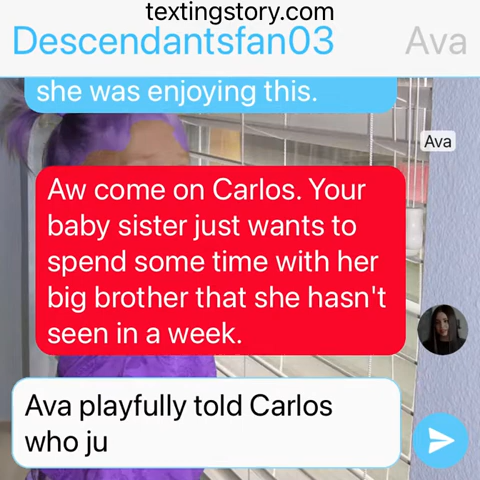 textingstory.com
Descendantsfan03 Ava
she was enjoying this.
Ava
Aw come on Carlos. Your
baby sister just wants to
spend some time with her
big brother that she hasn't
seen in a week.
Ava playfully told Carlos
who ju